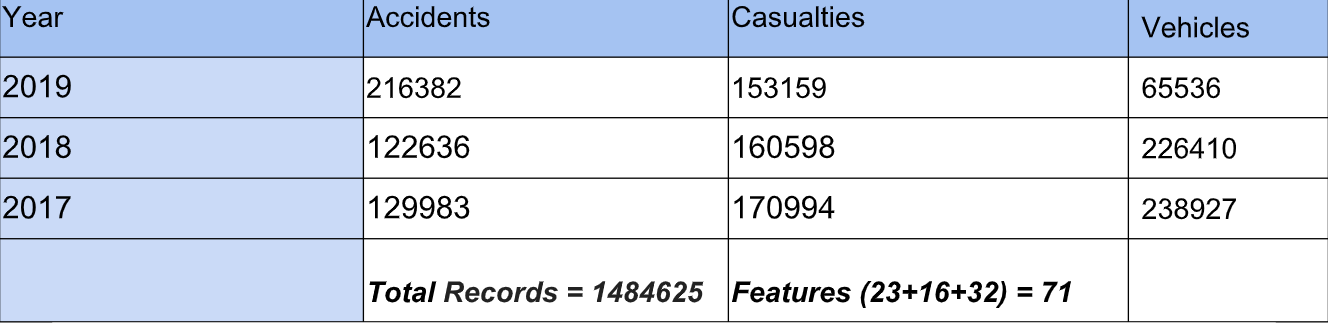 Year Accidents Casualties Vehicles
2019 216382 153159 65536
2018 122636 160598 226410
2017 129983 170994 238927
Total Records = 1484625 Features (23+16+32) = 71